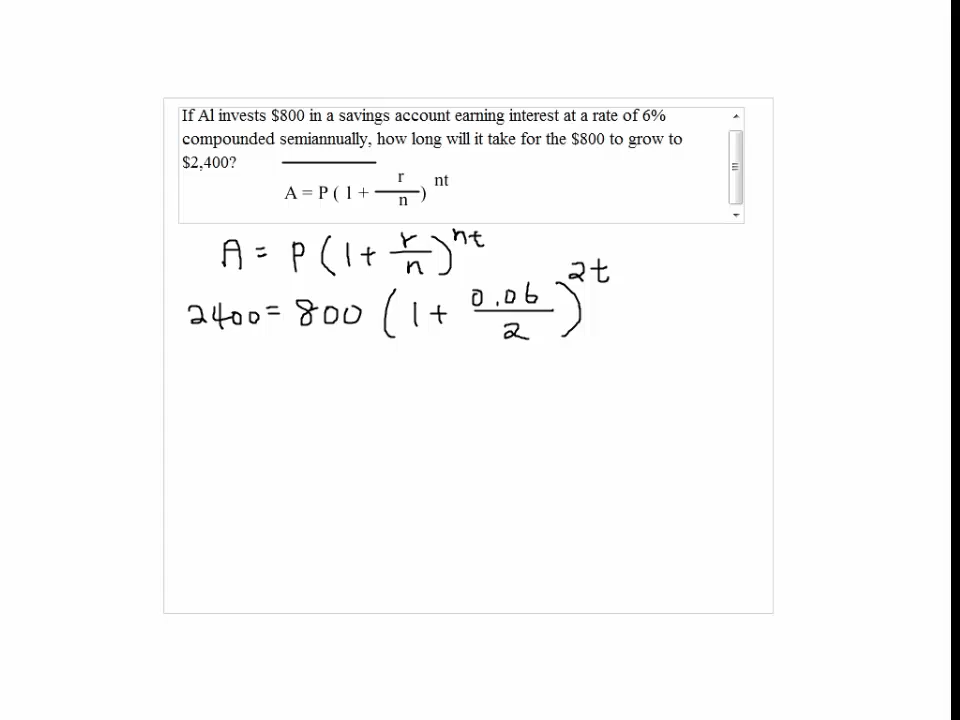 If Al invests $800 in a savings account earning interest at a rate of 6%
compounded semiannually, how long will it take for the $800 to grow to
$2,400?
A = P ( 1 + r/n ) nt
A = P (1 + r/n)^nt
2400 = 800 (1 + 0.06/2)^2t